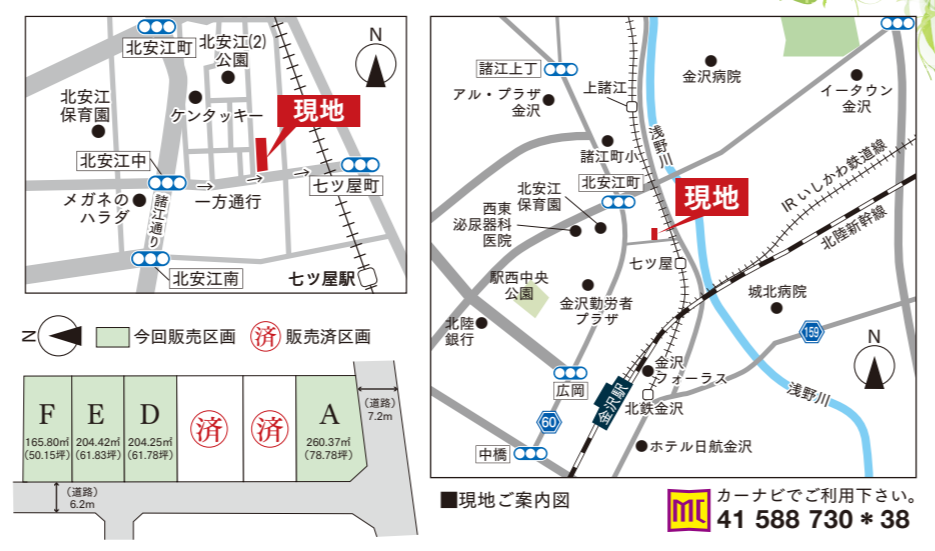 北安江町
北安江(2)
公園
N
北安江
保育園
ケンタッキー
現地
北安江中
七ツ屋町
→
→
→
一方通行
メガネの
ハラダ
諸江通り
北安江南
七ツ屋駅
N
今回販売区画
済
販売済区画
F
165.80㎡
(50.15坪)
E
204.42㎡
(61.83坪)
D
204.25㎡
(61.78坪)
済
済
A
260.37㎡
(78.78坪)
(道路)
7.2m
(道路)
6.2m
諸江上丁
アル・プラザ
金沢
上諸江
金沢病院
イータウン
金沢
浅野川
諸江町小
北安江町
北安江
保育園
西東
泌尿器科
医院
現地
IRいしかわ鉄道線
北陸新幹線
七ツ屋
駅西中央
公園
金沢勤労者
プラザ
城北病院
北陸
銀行
159
N
広岡
金沢
フォーラス
金沢駅
北鉄金沢
浅野川
60
中橋
ホテル日航金沢
■現地ご案内図
MC
カーナビでご利用下さい。
41 588 730＊38